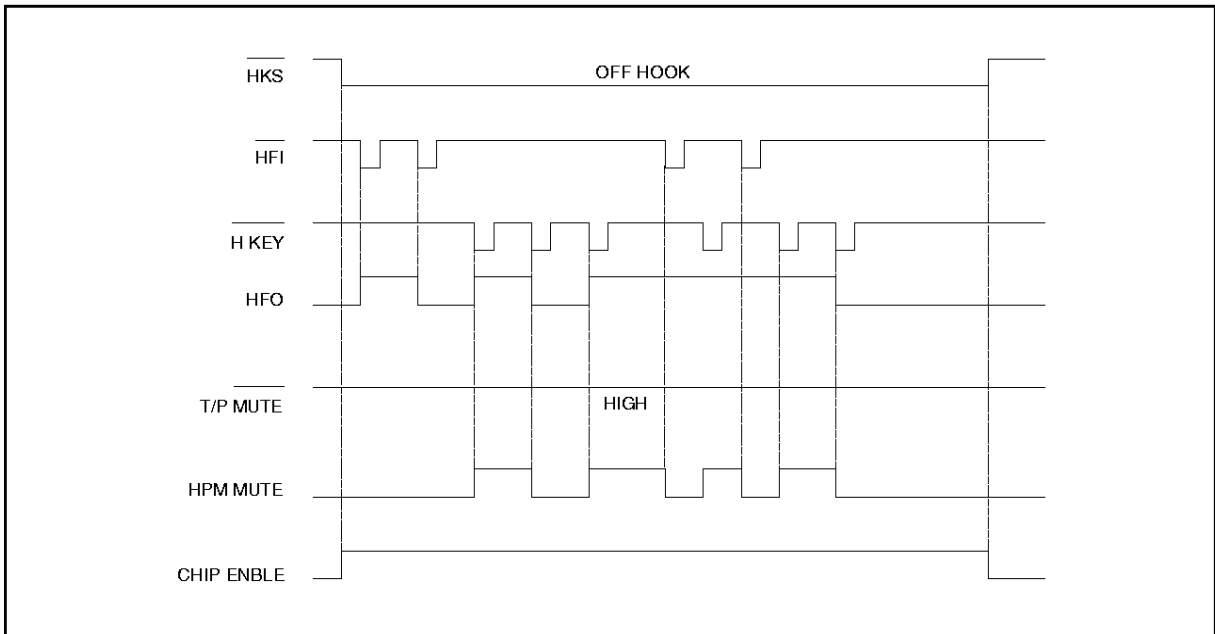 HKS
OFF HOOK
HFI
H KEY
HFO
T/P MUTE
HIGH
HPM MUTE
CHIP ENBLE